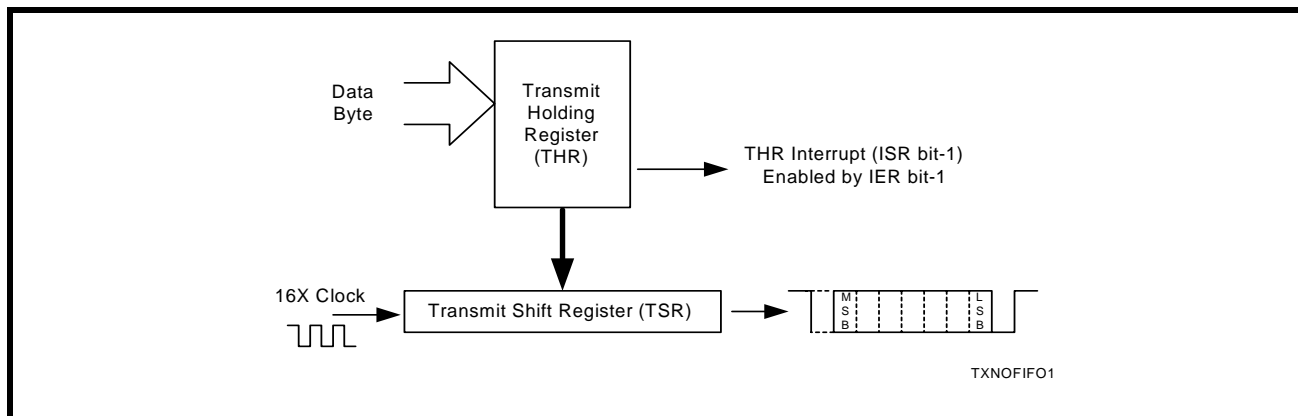 Data
Byte
Transmit
Holding
Register
(THR)
THR Interrupt (ISR bit-1)
Enabled by IER bit-1
16X Clock
Transmit Shift Register (TSR)
M
S
B
L
S
B
TXNOFIFO1